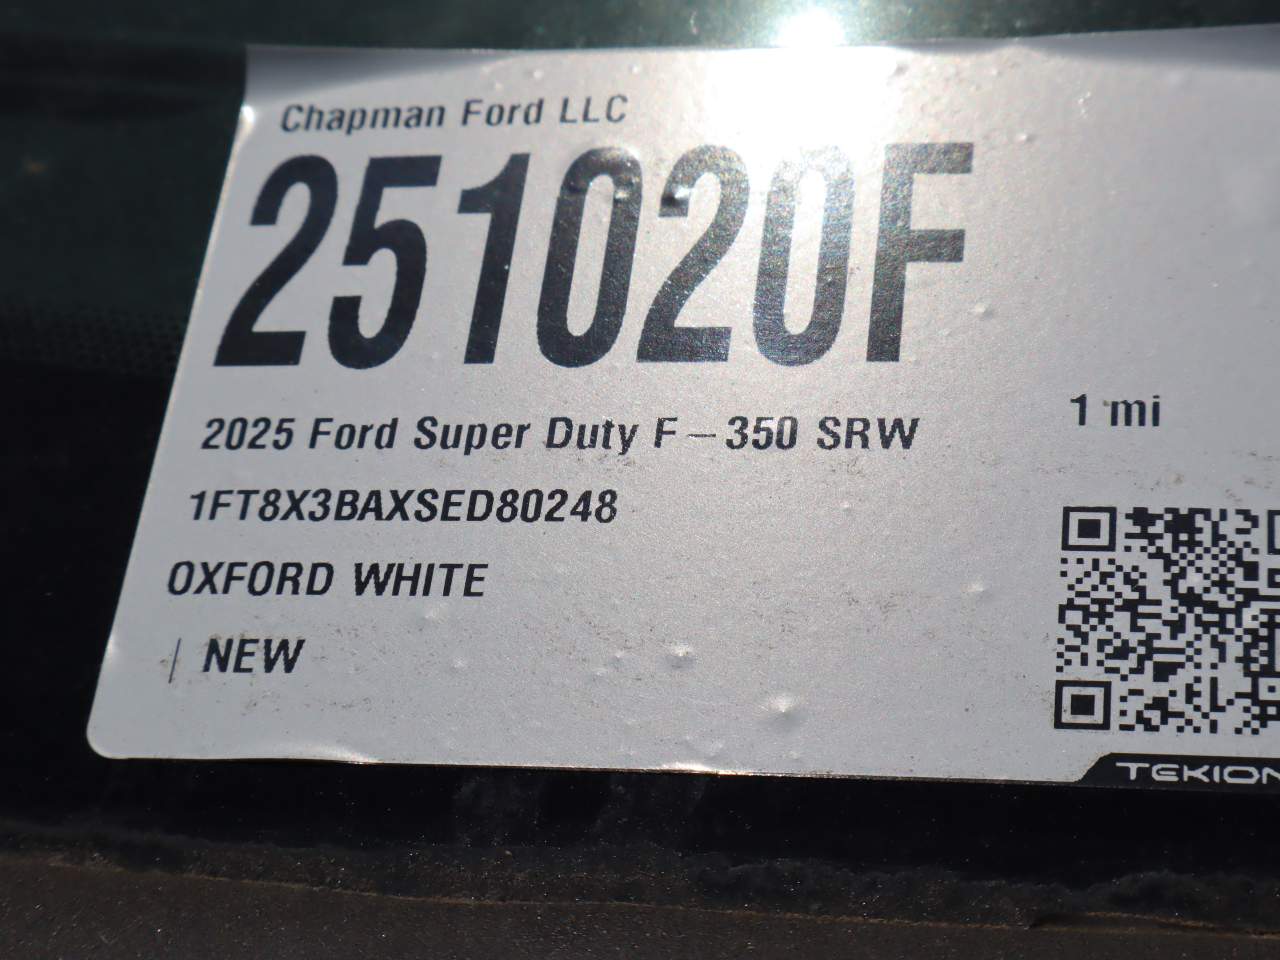 Chapman Ford LLC
251020F
2025 Ford Super Duty F-350 SRW
1 mi
1FT8X3BAXSED80248
OXFORD WHITE
| NEW
TEKION